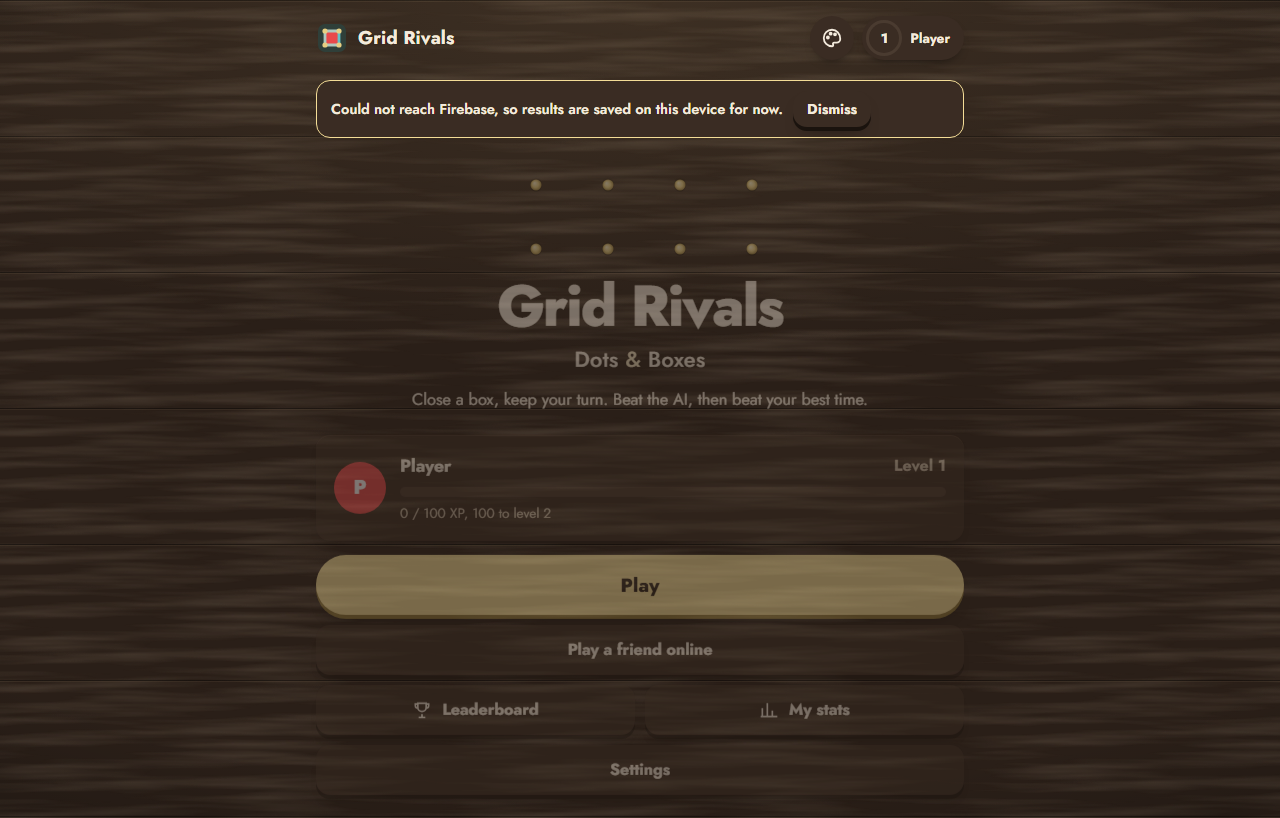 Grid Rivals
1 Player
Could not reach Firebase, so results are saved on this device for now. Dismiss
Grid Rivals
Dots & Boxes
Close a box, keep your turn. Beat the AI, then beat your best time.
P
Player Level 1
0 / 100 XP, 100 to level 2
Play
Play a friend online
Leaderboard My stats
Settings